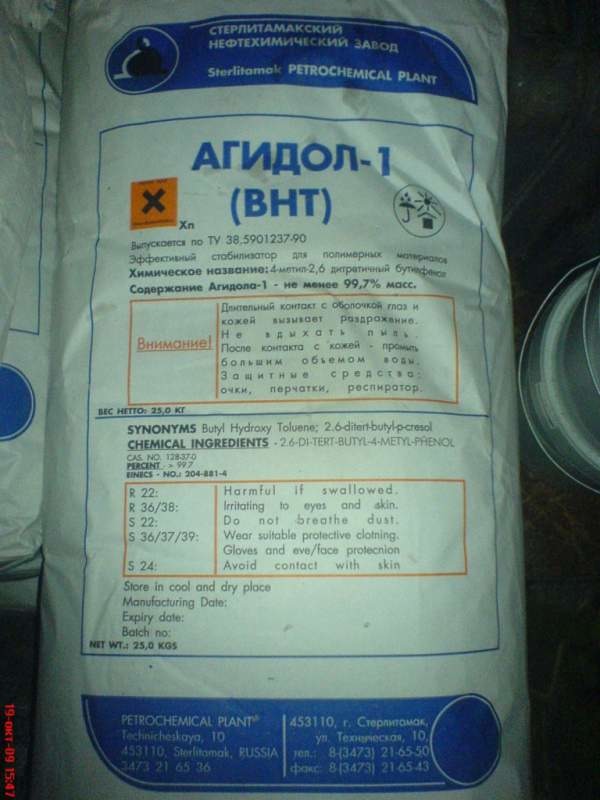 СТЕРЛИТАМАКСКИЙ
НЕФТЕХИМИЧЕСКИЙ ЗАВОД
Sterlitamak PETROCHEMICAL PLANT
АГИДОЛ-1
(ВНТ)
Хп
Выпускается по ТУ 38.5901237-90
Эффективный стабилизатор для полимерных материалов
Химическое название: 4-метил-2,6 дитретичный бутилфенол
Содержание Агидола-1 - не менее 99,7% масс.
Внимание!
Длительный контакт с оболочкой глаз и
кожей вызывает раздражение.
Не вдыхать пыль.
После контакта с кожей - промыть
большим объемом воды.
Защитные средства:
очки, перчатки, респиратор.
ВЕС НЕТТО: 25,0 КГ
SYNONYMS Butyl Hydroxy Toluene; 2.6-ditert-butyl-p-cresol
CHEMICAL INGREDIENTS - 2.6-DI-TERT-BUTYL-4-METYL-PHENOL
CAS. NO. 128-37-0
PERCENT - > 99.7
EINECS - NO.: 204-881-4
R 22: Harmful if swallowed.
R 36/38: Irritating to eyes and skin.
S 22: Do not breathe dust.
S 36/37/39: Wear suitable protective clotning.
Gloves and eve/face protecnion
S 24: Avoid contact with skin
Store in cool and dry place
Manufacturing Date:
Expiry date:
Batch no:
NET WT.: 25,0 KGS
PETROCHEMICAL PLANT
Technicheskaya, 10
453110, Sterlitamak, RUSSIA
3473 21 65 36
453110, г. Стерлитамак,
ул. Техническая, 10,
тел.: 8-(3473) 21-65-50
факс: 8-(3473) 21-65-43
19-окт-09 15:47